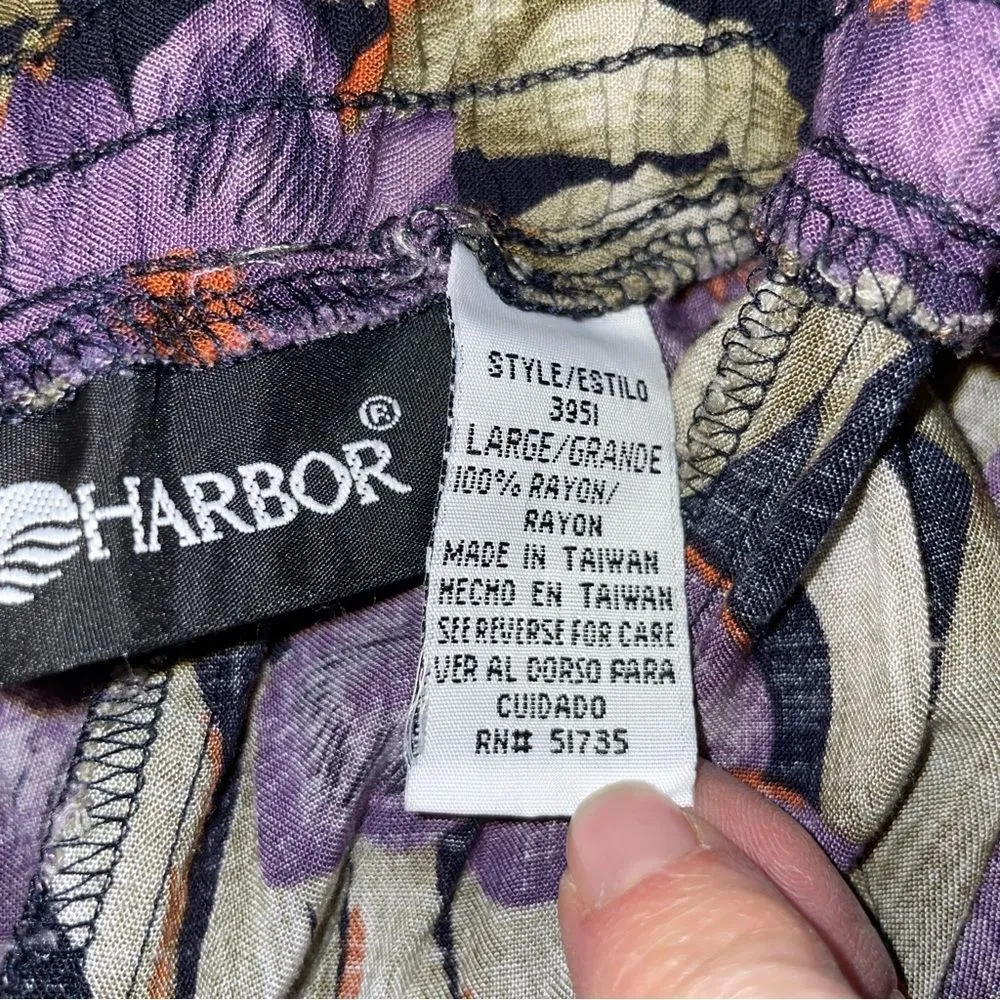 HARBOR®
STYLE/ESTILO
3951
LARGE/GRANDE
100% RAYON/
RAYON
MADE IN TAIWAN
HECHO EN TAIWAN
SEE REVERSE FOR CARE
VER AL DORSO PARA
CUIDADO
RN# 51735